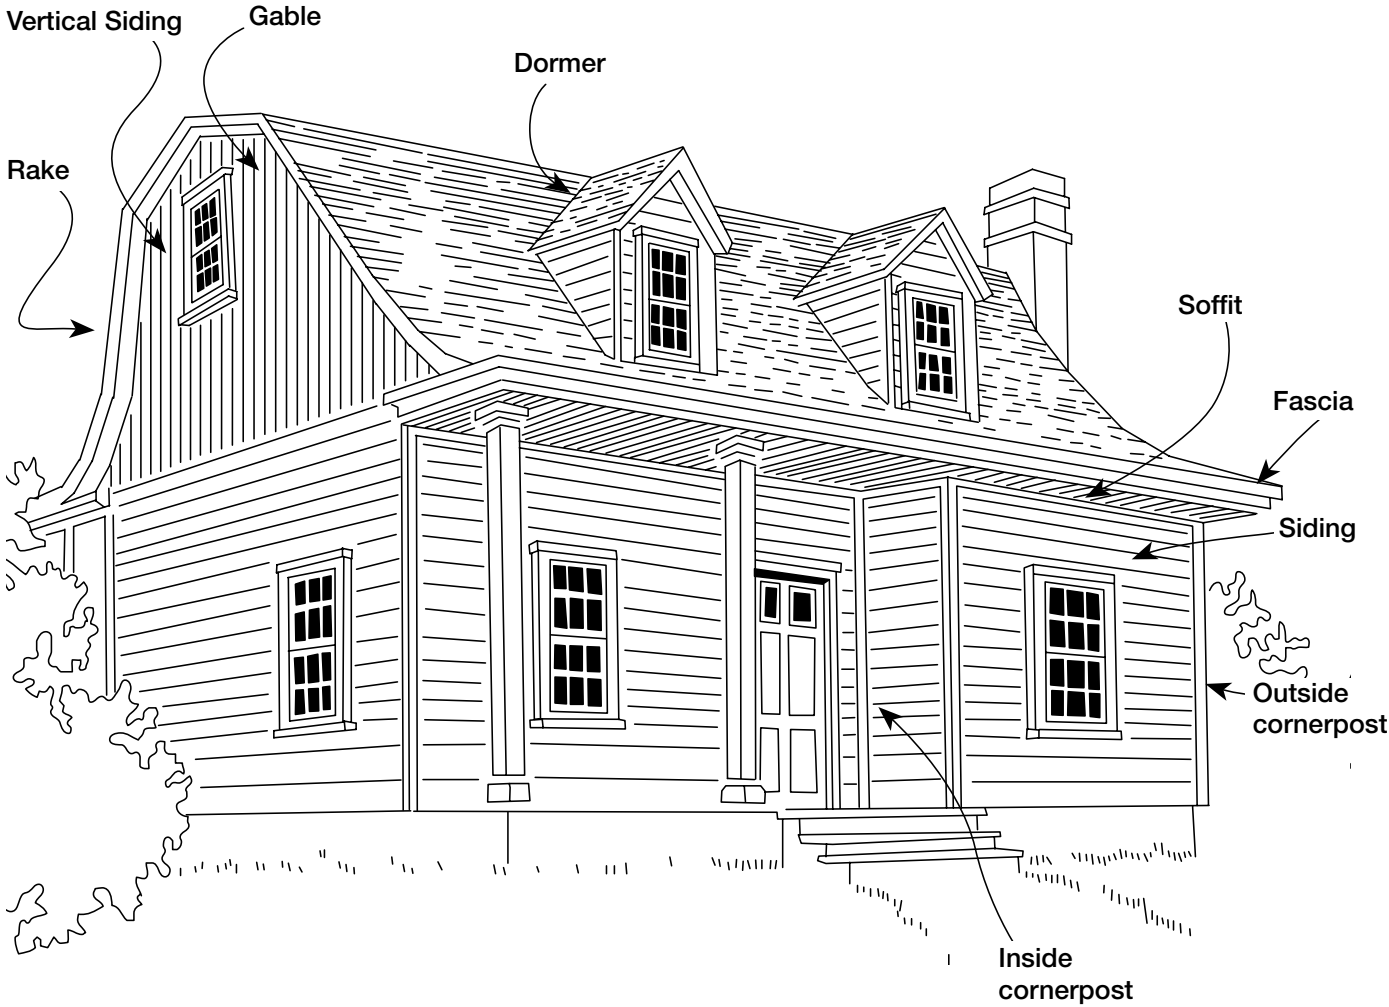 Vertical Siding
Gable
Dormer
Rake
Soffit
Fascia
Siding
Outside
cornerpost
Inside
cornerpost